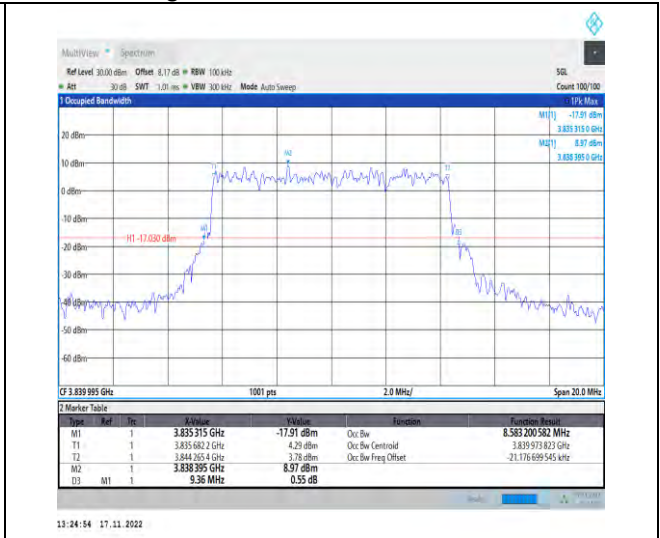 MultiView Spectrum
Ref Level 30.00 dBm Offset 8.17 dB RBW 100 kHz SGL
Att 30 dB SWT 1.01 ms VBW 300 kHz Mode Auto Sweep Count 100/100
1 Occupied Bandwidth 1Pk Max
M1[1] -17.91 dBm
3.835 315 0 GHz
M2[1] 8.97 dBm
3.838 395 0 GHz
20 dBm
M2
10 dBm
T1 T2
0 dBm
-10 dBm
M1
H1 -17.030 dBm
D3
-20 dBm
-30 dBm
-40 dBm
-50 dBm
-60 dBm
CF 3.839 995 GHz 1001 pts 2.0 MHz/ Span 20.0 MHz
2 Marker Table
Type Ref Trc X-Value Y-Value Function Function Result
M1 1 3.835 315 GHz -17.91 dBm Occ Bw 8.583 200 582 MHz
T1 1 3.835 682 2 GHz 4.29 dBm Occ Bw Centroid 3.839 973 823 GHz
T2 1 3.844 265 4 GHz 3.78 dBm Occ Bw Freq Offset -21.176 699 545 kHz
M2 1 3.838 395 GHz 8.97 dBm
D3 M1 1 9.36 MHz 0.55 dB
13:24:54 17.11.2022